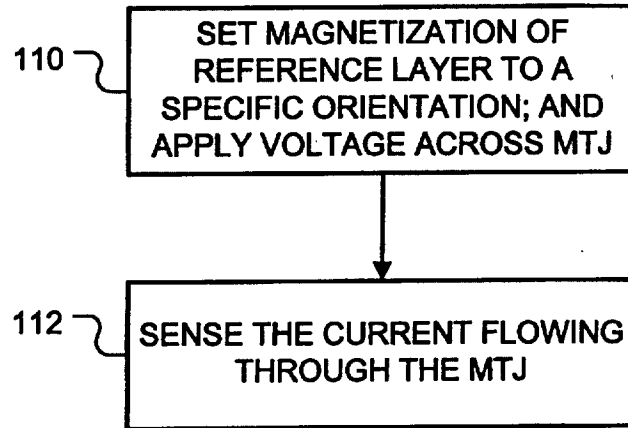 110
SET MAGNETIZATION OF
REFERENCE LAYER TO A
SPECIFIC ORIENTATION; AND
APPLY VOLTAGE ACROSS MTJ
112
SENSE THE CURRENT FLOWING
THROUGH THE MTJ